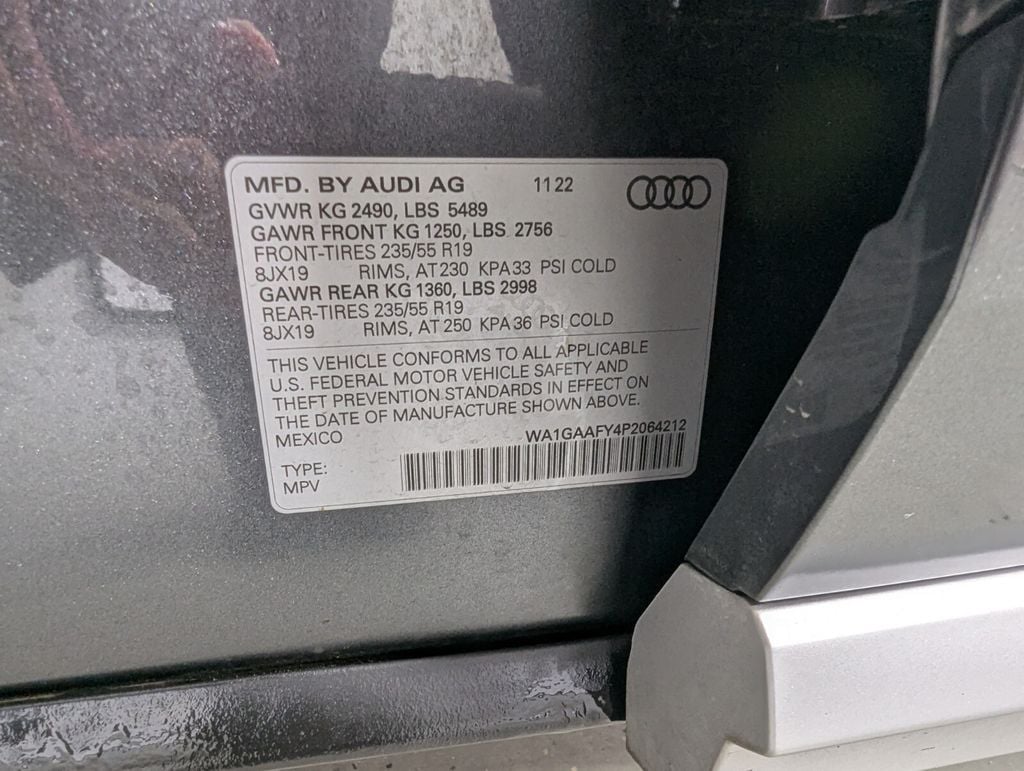 MFD. BY AUDI AG 11 22
GVWR KG 2490, LBS 5489
GAWR FRONT KG 1250, LBS 2756
FRONT-TIRES 235/55 R19
8JX19 RIMS, AT 230 KPA 33 PSI COLD
GAWR REAR KG 1360, LBS 2998
REAR-TIRES 235/55 R19
8JX19 RIMS, AT 250 KPA 36 PSI COLD
THIS VEHICLE CONFORMS TO ALL APPLICABLE
U.S. FEDERAL MOTOR VEHICLE SAFETY AND
THEFT PREVENTION STANDARDS IN EFFECT ON
THE DATE OF MANUFACTURE SHOWN ABOVE.
MEXICO WA1GAAFY4P2064212
TYPE:
MPV